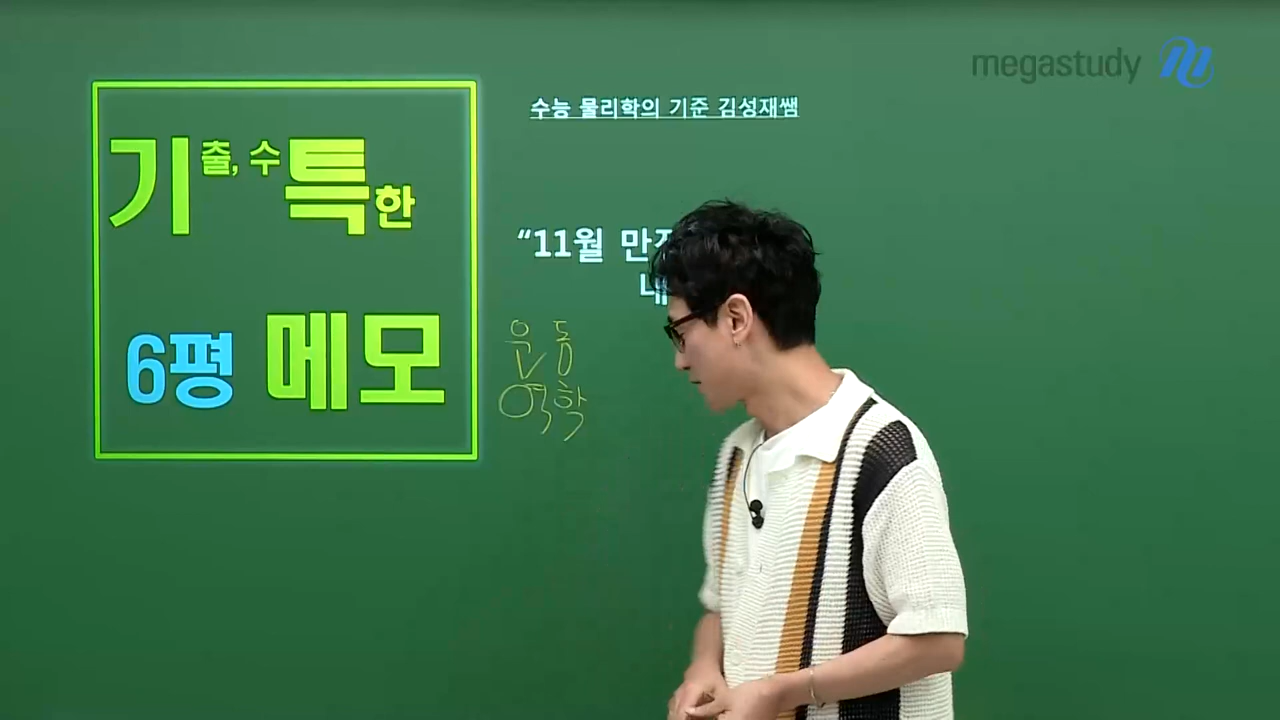 megastudy
수능 물리학의 기준 김성재쌤
기출, 수특한
6평 메모
“11월 만
내
운동
역학